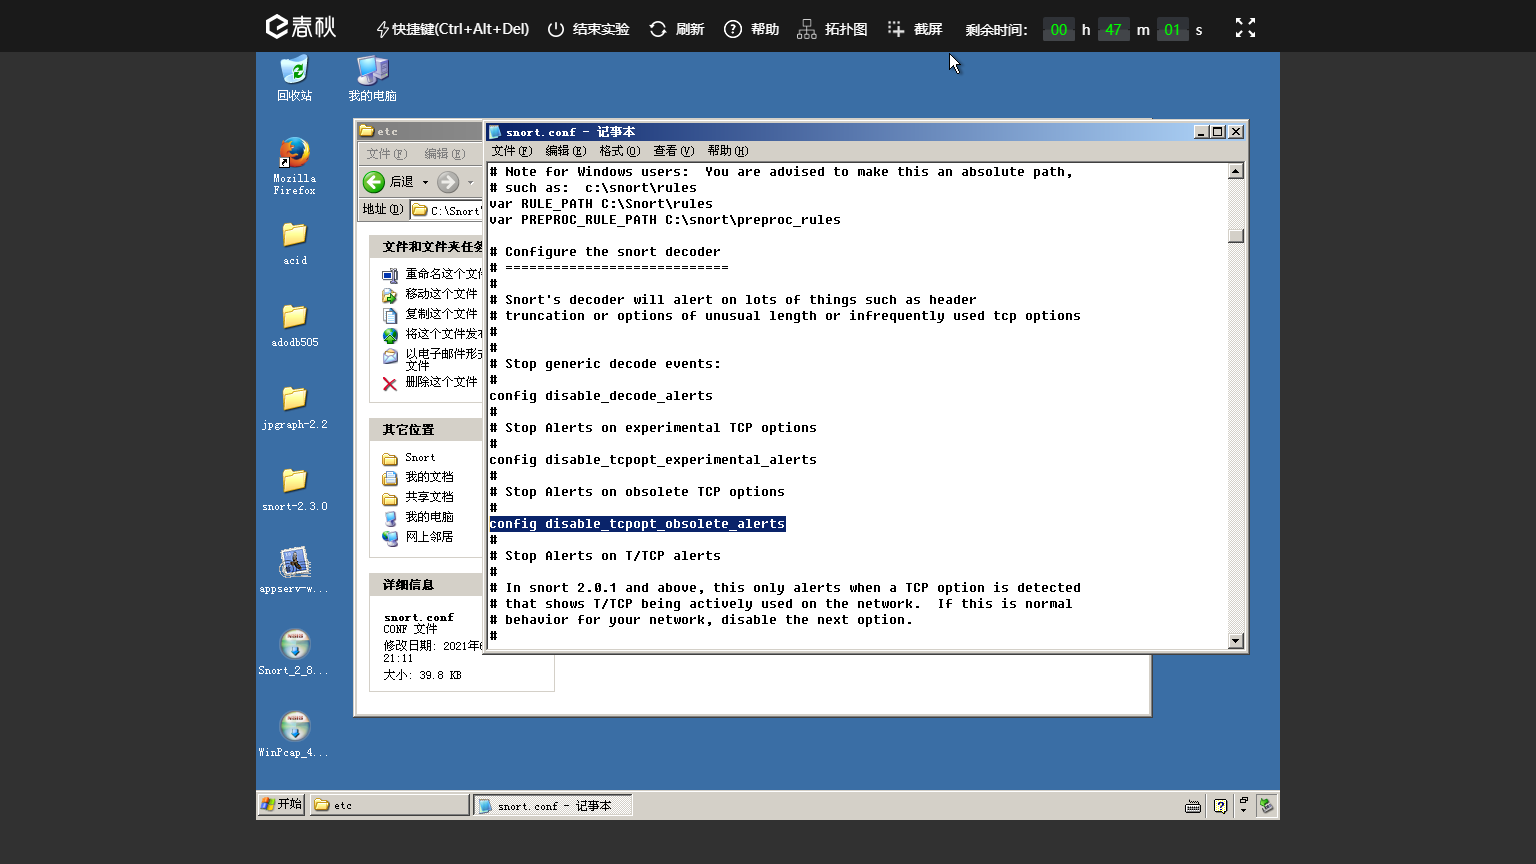 e春秋
快捷键(Ctrl+Alt+Del)
结束实验
刷新
帮助
拓扑图
截屏
剩余时间:
00 h 47 m 01 s
回收站
我的电脑
Mozilla
Firefox
acid
adodb505
jpgraph-2.2
snort-2.3.0
appserv-w...
Snort_2_8...
WinPcap_4...
etc
文件(F)
编辑(E)
后退
地址(D)
C:\Snort
文件和文件夹任务
重命名这个文件
移动这个文件
复制这个文件
将这个文件发布
以电子邮件形式
文件
删除这个文件
其它位置
Snort
我的文档
共享文档
我的电脑
网上邻居
详细信息
snort.conf
CONF 文件
修改日期: 2021年
21:11
大小: 39.8 KB
snort.conf - 记事本
文件(F) 编辑(E) 格式(O) 查看(V) 帮助(H)
# Note for Windows users:  You are advised to make this an absolute path,
# such as:  c:\snort\rules
var RULE_PATH C:\Snort\rules
var PREPROC_RULE_PATH C:\snort\preproc_rules
# Configure the snort decoder
# ============================
#
# Snort's decoder will alert on lots of things such as header
# truncation or options of unusual length or infrequently used tcp options
#
#
# Stop generic decode events:
#
config disable_decode_alerts
#
# Stop Alerts on experimental TCP options
#
config disable_tcpopt_experimental_alerts
#
# Stop Alerts on obsolete TCP options
#
config disable_tcpopt_obsolete_alerts
#
# Stop Alerts on T/TCP alerts
#
# In snort 2.0.1 and above, this only alerts when a TCP option is detected
# that shows T/TCP being actively used on the network.  If this is normal
# behavior for your network, disable the next option.
#
开始
etc
snort.conf - 记事本